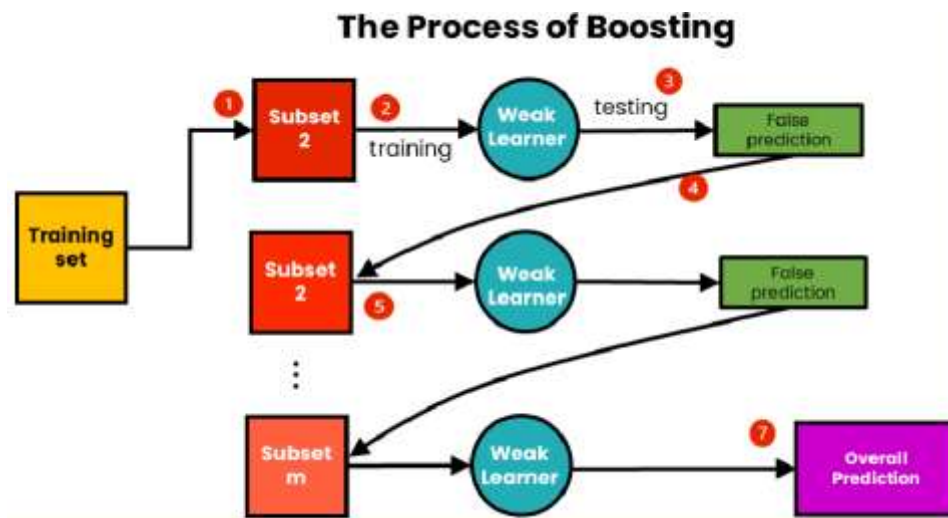 The Process of Boosting
1
Subset
2
2
training
Weak
Learner
3
testing
False
prediction
4
Training
set
Subset
2
5
Weak
Learner
False
prediction
Subset
m
Weak
Learner
7
Overall
Prediction